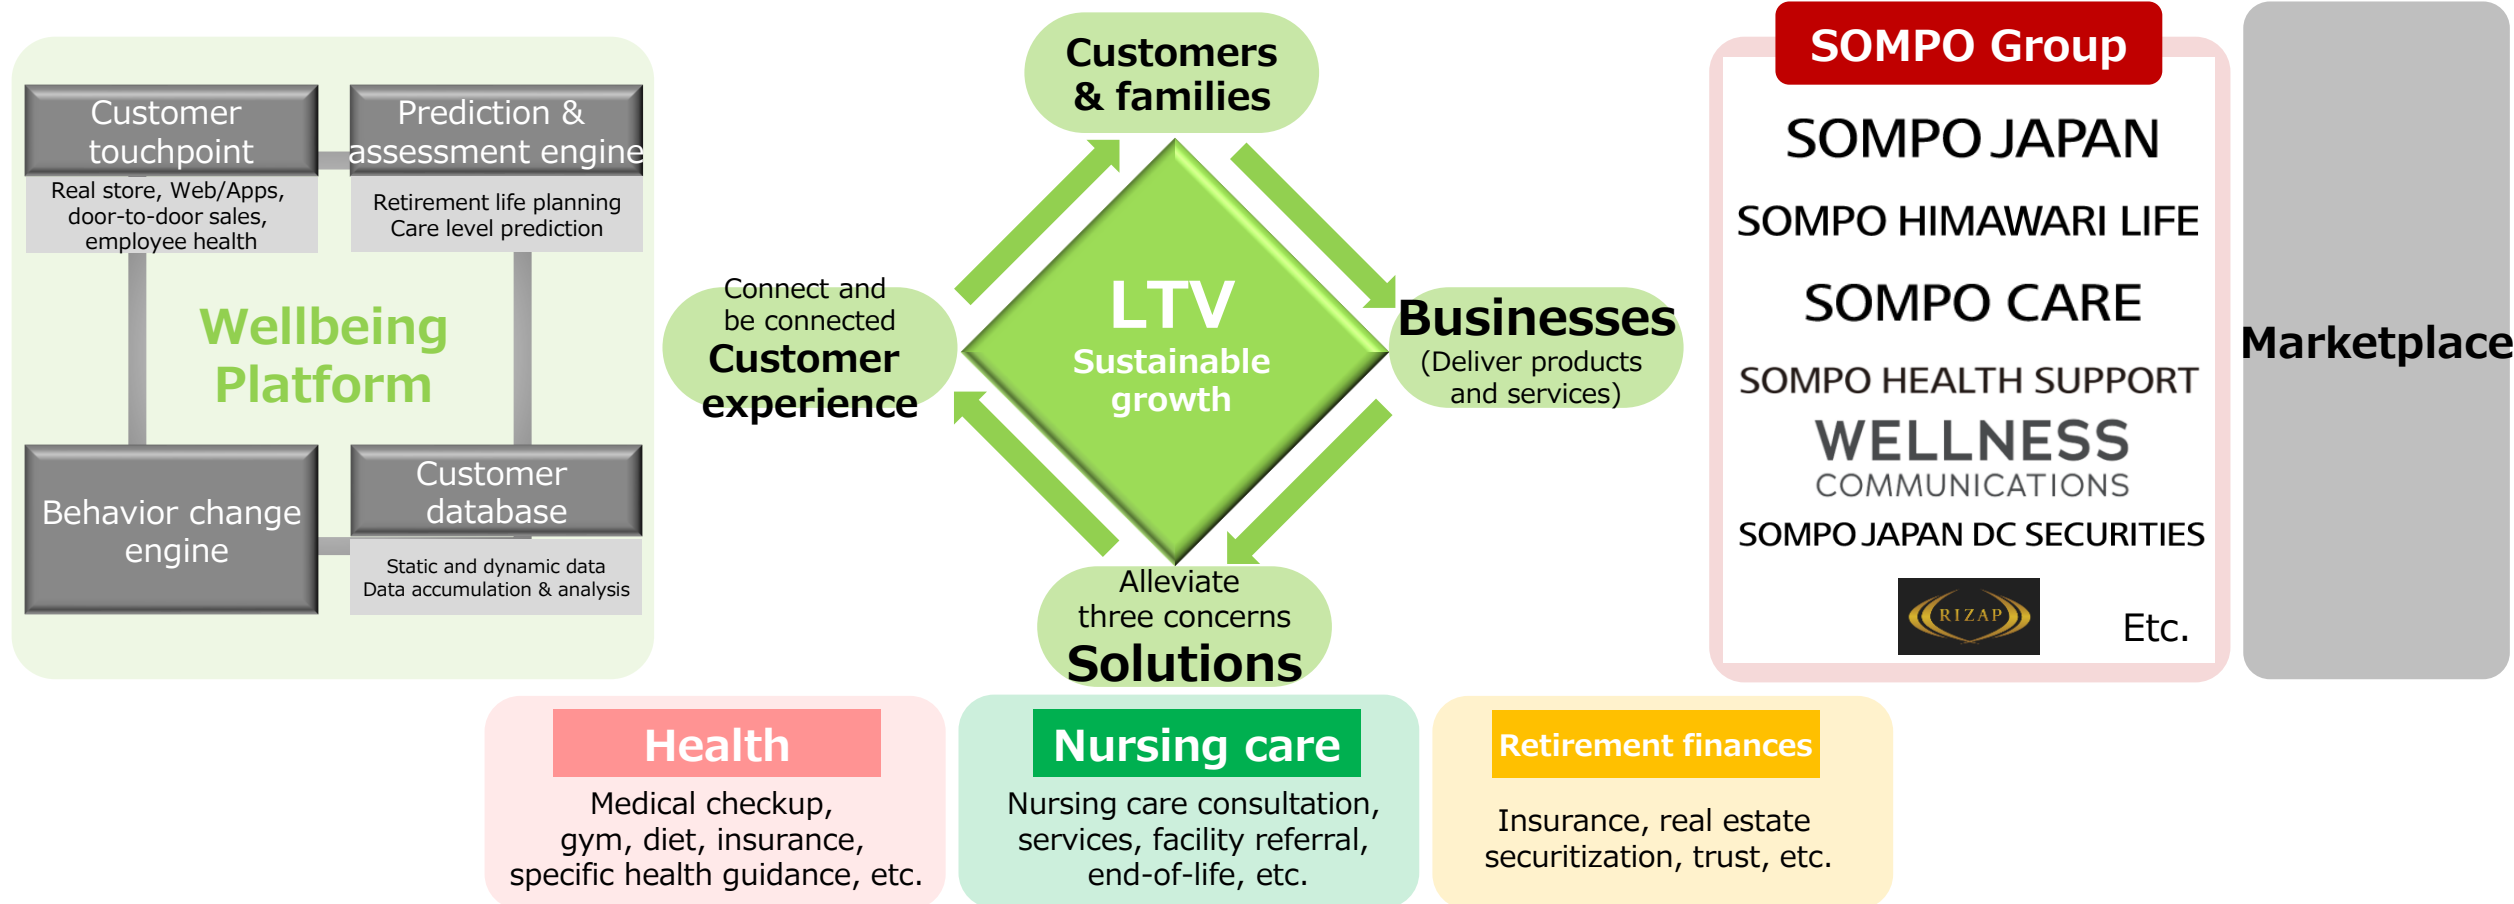 Customer
touchpoint
Real store, Web/Apps,
door-to-door sales,
employee health
Prediction &
assessment engine
Retirement life planning
Care level prediction
Wellbeing
Platform
Behavior change
engine
Customer
database
Static and dynamic data
Data accumulation & analysis
Customers
& families
Connect and
be connected
Customer
experience
LTV
Sustainable
growth
Businesses
(Deliver products
and services)
Alleviate
three concerns
Solutions
SOMPO Group
SOMPO JAPAN
SOMPO HIMAWARI LIFE
SOMPO CARE
SOMPO HEALTH SUPPORT
WELLNESS
COMMUNICATIONS
SOMPO JAPAN DC SECURITIES
RIZAP
Etc.
Marketplace
Health
Medical checkup,
gym, diet, insurance,
specific health guidance, etc.
Nursing care
Nursing care consultation,
services, facility referral,
end-of-life, etc.
Retirement finances
Insurance, real estate
securitization, trust, etc.